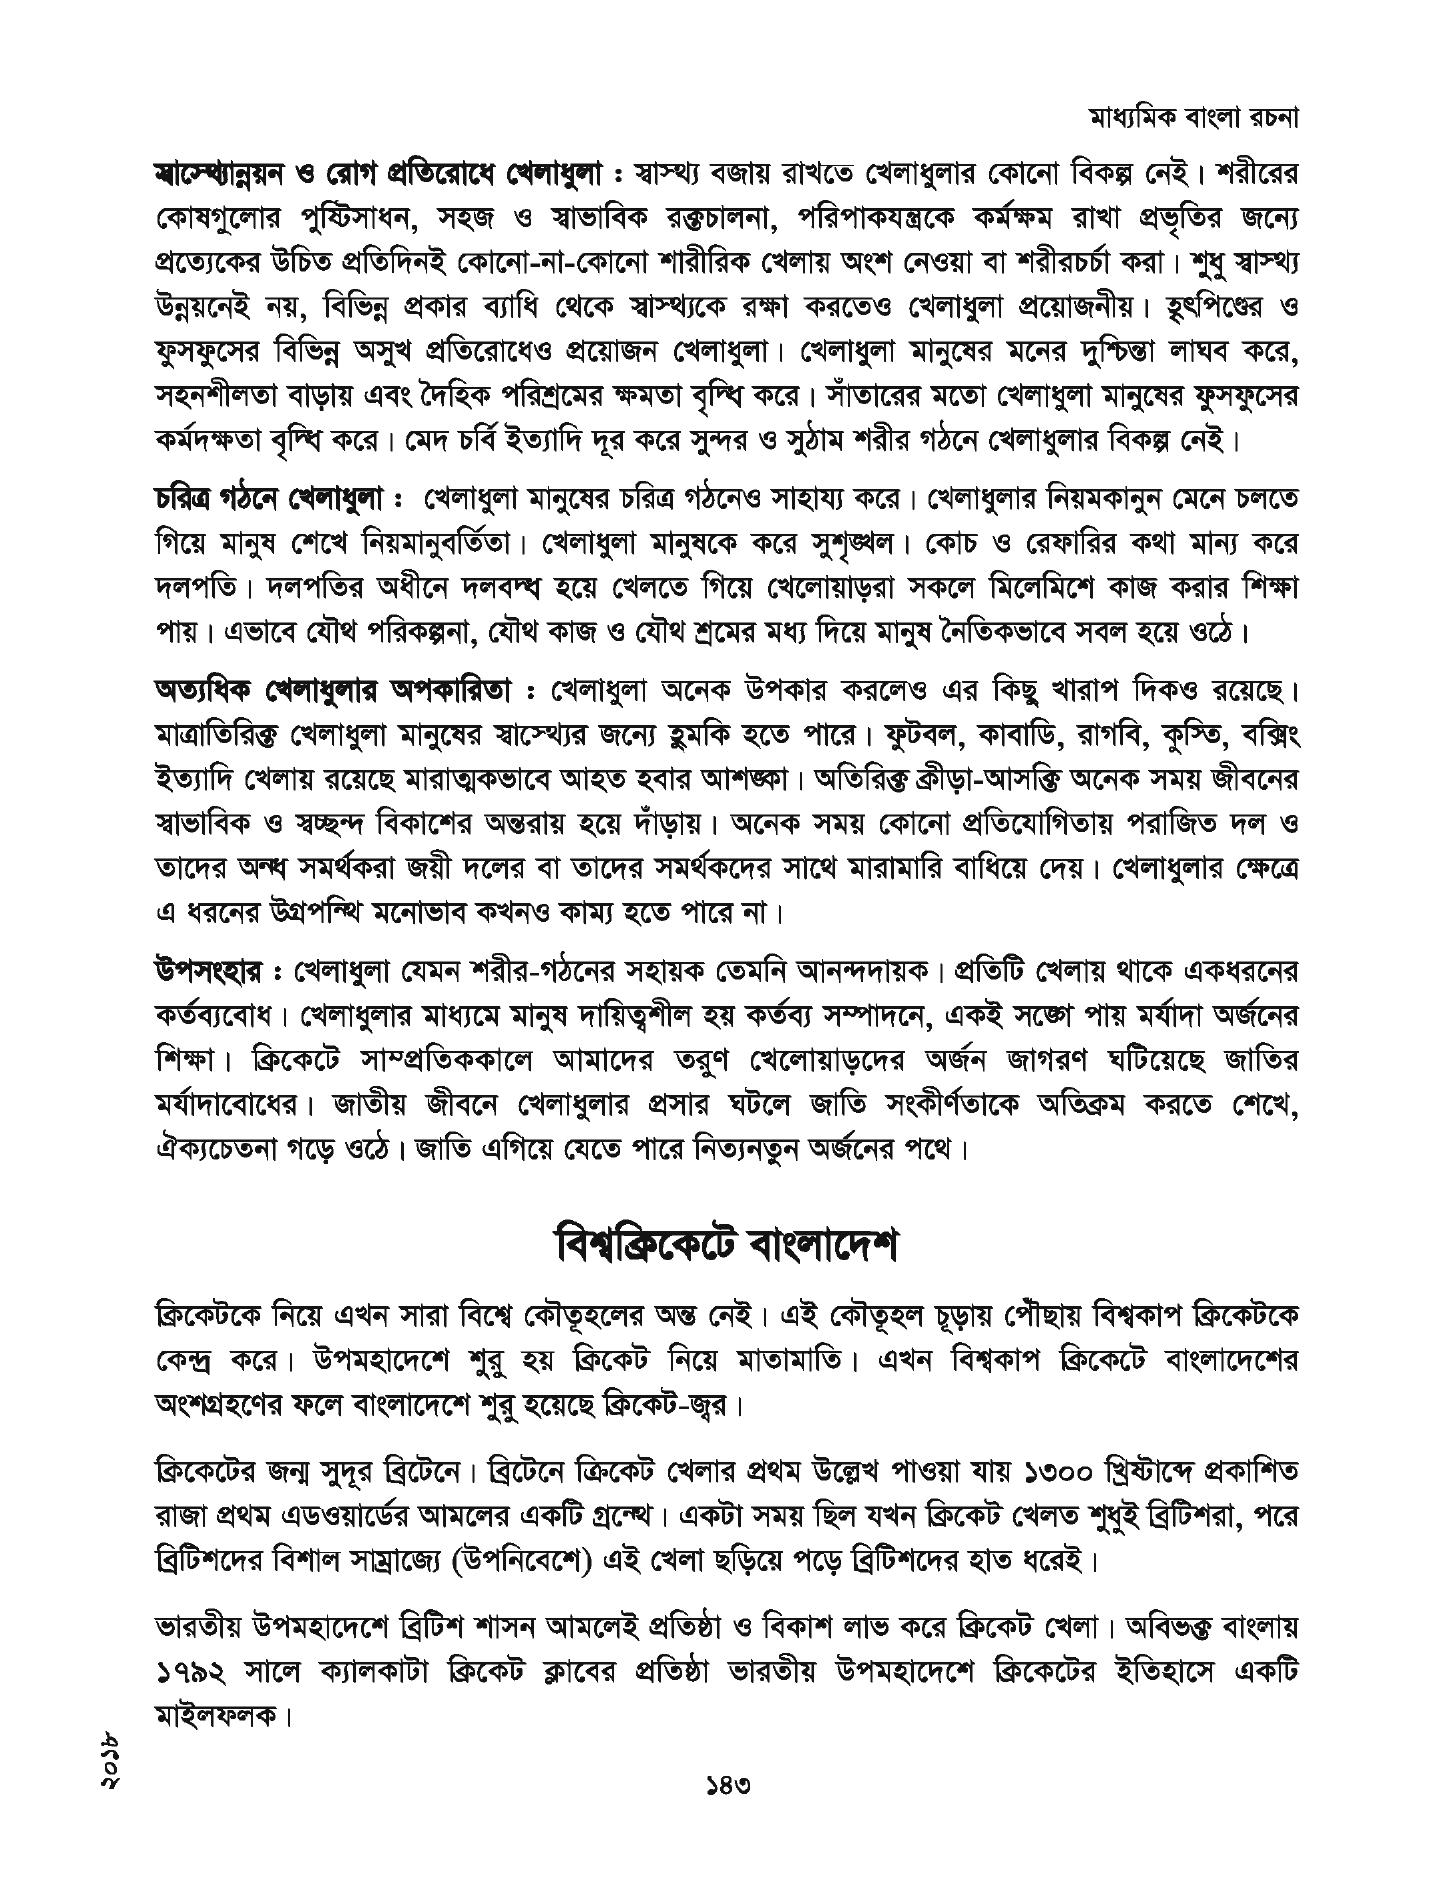 মাধ্যমিক বাংলা রচনা
স্বাস্থ্যোন্নয়ন ও রোগ প্রতিরোধে খেলাধুলা : স্বাস্থ্য বজায় রাখতে খেলাধুলার কোনো বিকল্প নেই। শরীরের
কোষগুলোর পুষ্টিসাধন, সহজ ও স্বাভাবিক রক্তচালনা, পরিপাকযন্ত্রকে কর্মক্ষম রাখা প্রভৃতির জন্যে
প্রত্যেকের উচিত প্রতিদিনই কোনো-না-কোনো শারীরিক খেলায় অংশ নেওয়া বা শরীরচর্চা করা। শুধু স্বাস্থ্য
উন্নয়নেই নয়, বিভিন্ন প্রকার ব্যাধি থেকে স্বাস্থ্যকে রক্ষা করতেও খেলাধুলা প্রয়োজনীয়। হৃৎপিণ্ডের ও
ফুসফুসের বিভিন্ন অসুখ প্রতিরোধেও প্রয়োজন খেলাধুলা। খেলাধুলা মানুষের মনের দুশ্চিন্তা লাঘব করে,
সহনশীলতা বাড়ায় এবং দৈহিক পরিশ্রমের ক্ষমতা বৃদ্ধি করে। সাঁতারের মতো খেলাধুলা মানুষের ফুসফুসের
কর্মদক্ষতা বৃদ্ধি করে। মেদ চর্বি ইত্যাদি দূর করে সুন্দর ও সুঠাম শরীর গঠনে খেলাধুলার বিকল্প নেই।
চরিত্র গঠনে খেলাধুলা : খেলাধুলা মানুষের চরিত্র গঠনেও সাহায্য করে। খেলাধুলার নিয়মকানুন মেনে চলতে
গিয়ে মানুষ শেখে নিয়মানুবর্তিতা। খেলাধুলা মানুষকে করে সুশৃঙ্খল। কোচ ও রেফারির কথা মান্য করে
দলপতি। দলপতির অধীনে দলবদ্ধ হয়ে খেলতে গিয়ে খেলোয়াড়রা সকলে মিলেমিশে কাজ করার শিক্ষা
পায়। এভাবে যৌথ পরিকল্পনা, যৌথ কাজ ও যৌথ শ্রমের মধ্য দিয়ে মানুষ নৈতিকভাবে সবল হয়ে ওঠে।
অত্যধিক খেলাধুলার অপকারিতা : খেলাধুলা অনেক উপকার করলেও এর কিছু খারাপ দিকও রয়েছে।
মাত্রাতিরিক্ত খেলাধুলা মানুষের স্বাস্থ্যের জন্যে হুমকি হতে পারে। ফুটবল, কাবাডি, রাগবি, কুস্তি, বক্সিং
ইত্যাদি খেলায় রয়েছে মারাত্মকভাবে আহত হবার আশঙ্কা। অতিরিক্ত ক্রীড়া-আসক্তি অনেক সময় জীবনের
স্বাভাবিক ও স্বচ্ছন্দ বিকাশের অন্তরায় হয়ে দাঁড়ায়। অনেক সময় কোনো প্রতিযোগিতায় পরাজিত দল ও
তাদের অন্ধ সমর্থকরা জয়ী দলের বা তাদের সমর্থকদের সাথে মারামারি বাধিয়ে দেয়। খেলাধুলার ক্ষেত্রে
এ ধরনের উগ্রপন্থি মনোভাব কখনও কাম্য হতে পারে না।
উপসংহার : খেলাধুলা যেমন শরীর-গঠনের সহায়ক তেমনি আনন্দদায়ক। প্রতিটি খেলায় থাকে একধরনের
কর্তব্যবোধ। খেলাধুলার মাধ্যমে মানুষ দায়িত্বশীল হয় কর্তব্য সম্পাদনে, একই সঙ্গে পায় মর্যাদা অর্জনের
শিক্ষা। ক্রিকেটে সাম্প্রতিককালে আমাদের তরুণ খেলোয়াড়দের অর্জন জাগরণ ঘটিয়েছে জাতির
মর্যাদাবোধের। জাতীয় জীবনে খেলাধুলার প্রসার ঘটলে জাতি সংকীর্ণতাকে অতিক্রম করতে শেখে,
ঐক্যচেতনা গড়ে ওঠে। জাতি এগিয়ে যেতে পারে নিত্যনতুন অর্জনের পথে।
বিশ্বক্রিকেটে বাংলাদেশ
ক্রিকেটকে নিয়ে এখন সারা বিশ্বে কৌতূহলের অন্ত নেই। এই কৌতূহল চূড়ায় পৌঁছায় বিশ্বকাপ ক্রিকেটকে
কেন্দ্র করে। উপমহাদেশে শুরু হয় ক্রিকেট নিয়ে মাতামাতি। এখন বিশ্বকাপ ক্রিকেটে বাংলাদেশের
অংশগ্রহণের ফলে বাংলাদেশে শুরু হয়েছে ক্রিকেট-জ্বর।
ক্রিকেটের জন্ম সুদূর ব্রিটেনে। ব্রিটেনে ক্রিকেট খেলার প্রথম উল্লেখ পাওয়া যায় ১৩০০ খ্রিষ্টাব্দে প্রকাশিত
রাজা প্রথম এডওয়ার্ডের আমলের একটি গ্রন্থে। একটা সময় ছিল যখন ক্রিকেট খেলত শুধুই ব্রিটিশরা, পরে
ব্রিটিশদের বিশাল সাম্রাজ্যে (উপনিবেশে) এই খেলা ছড়িয়ে পড়ে ব্রিটিশদের হাত ধরেই।
ভারতীয় উপমহাদেশে ব্রিটিশ শাসন আমলেই প্রতিষ্ঠা ও বিকাশ লাভ করে ক্রিকেট খেলা। অবিভক্ত বাংলায়
১৭৯২ সালে ক্যালকাটা ক্রিকেট ক্লাবের প্রতিষ্ঠা ভারতীয় উপমহাদেশে ক্রিকেটের ইতিহাসে একটি
মাইলফলক।
২০১৮
১৪৩